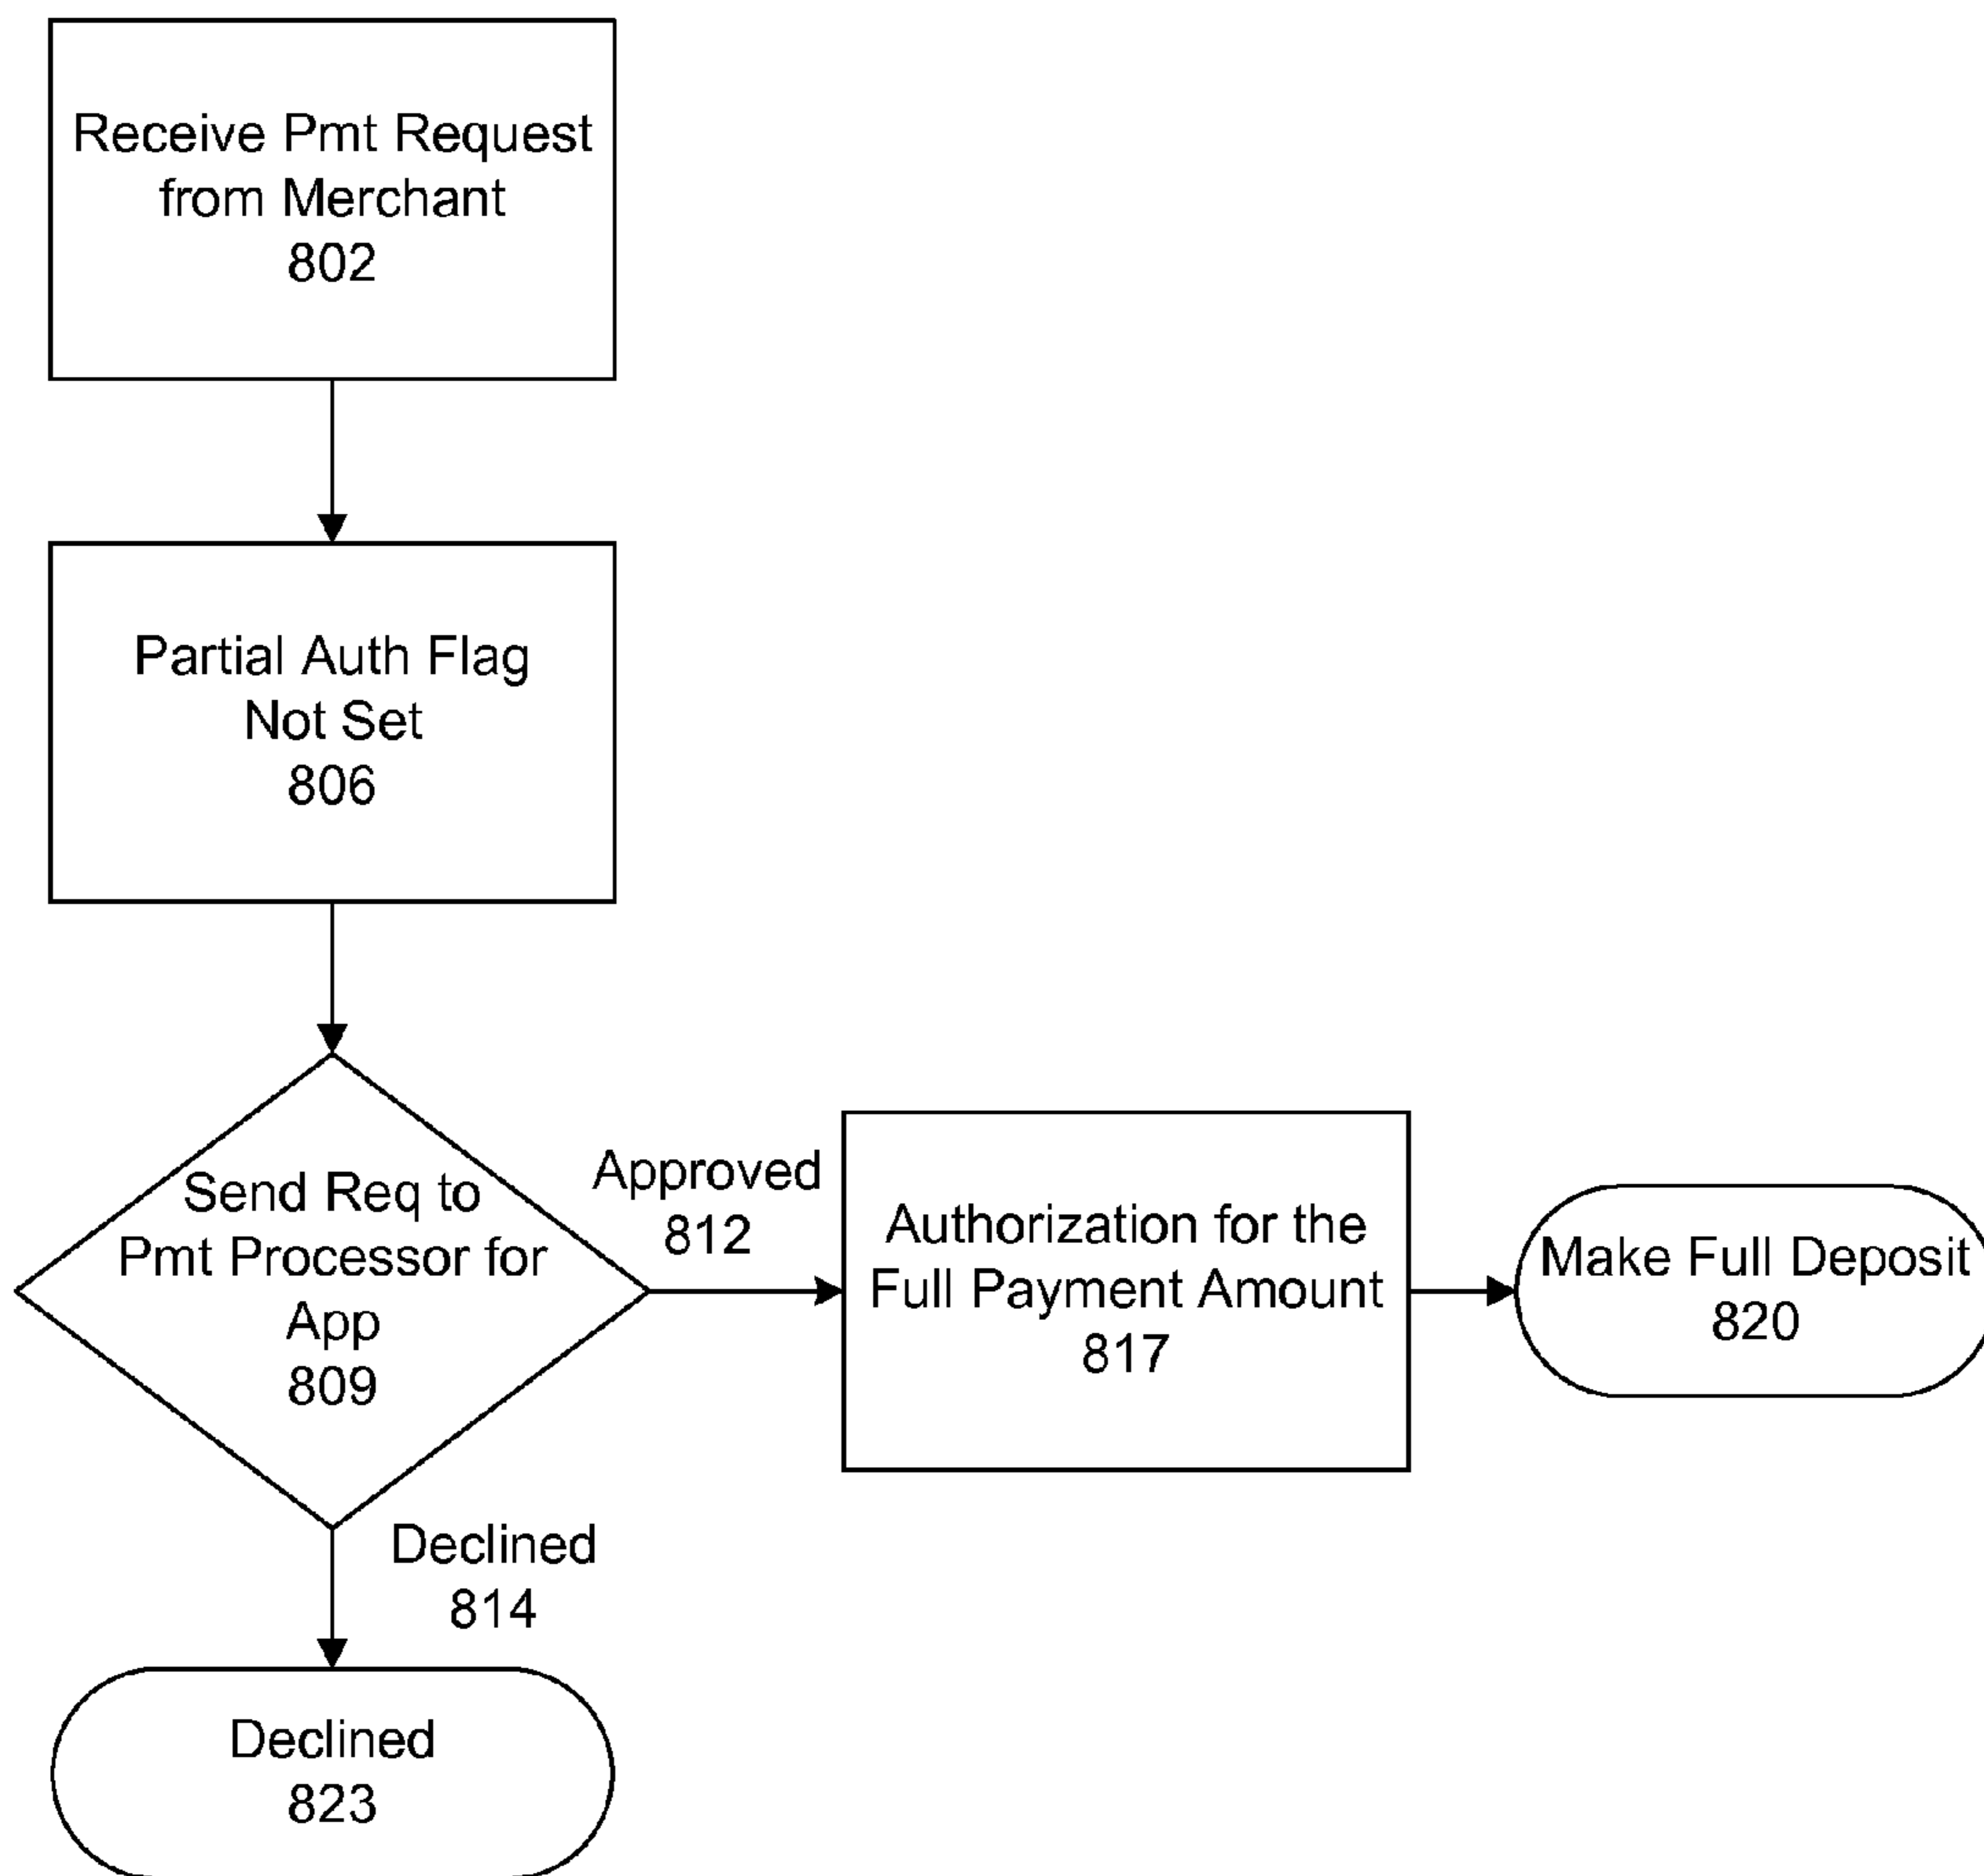 Receive Pmt Request
from Merchant
802
Partial Auth Flag
Not Set
806
Send Req to
Pmt Processor for
App
809
Approved
812
Authorization for the
Full Payment Amount
817
Make Full Deposit
820
Declined
814
Declined
823